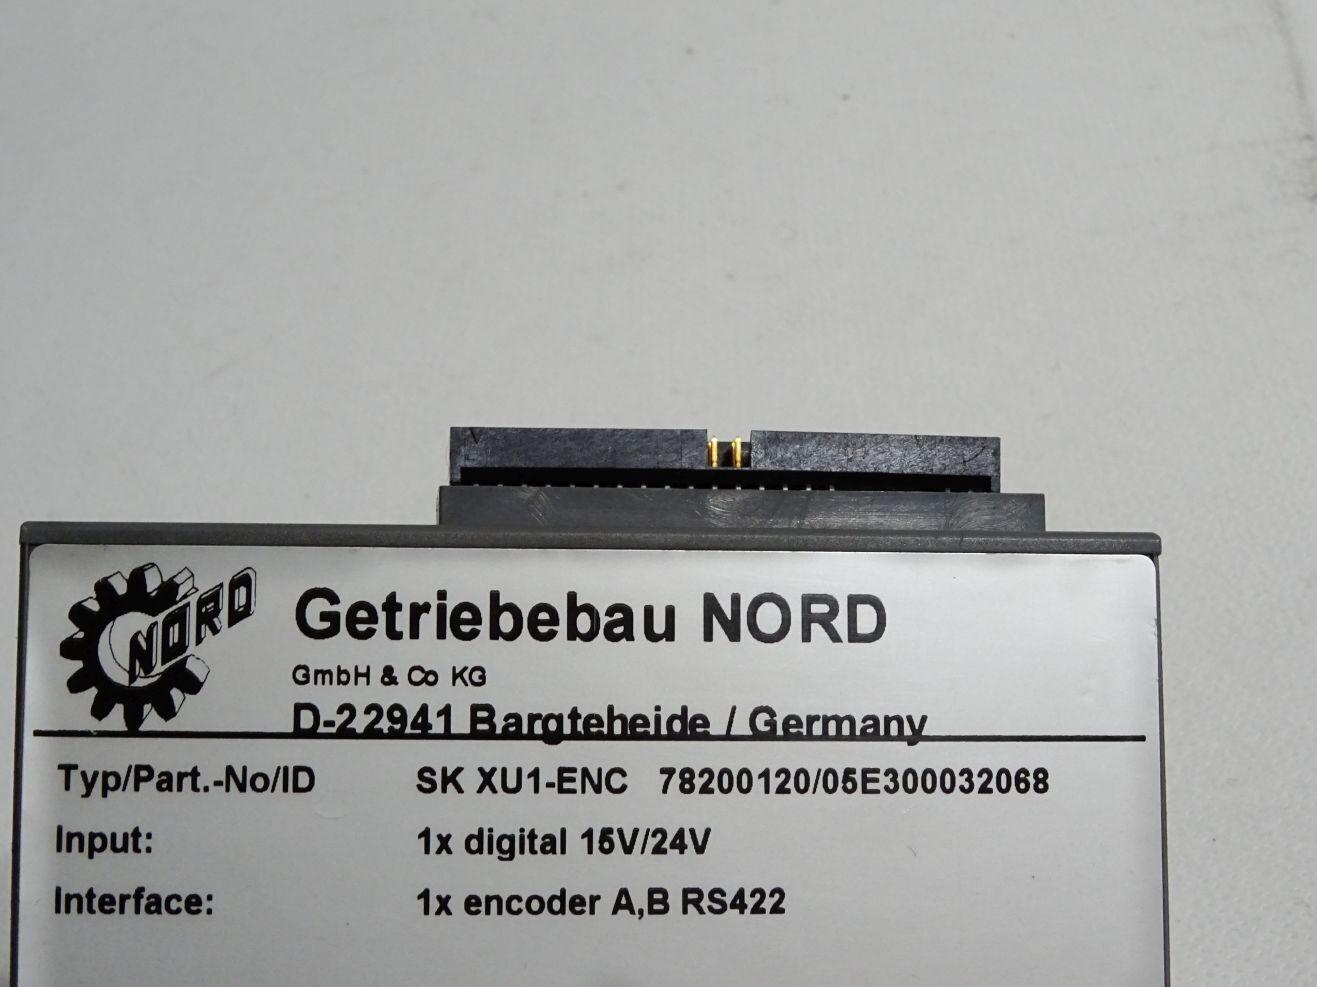 NORD
Getriebebau NORD
GmbH & Co KG
D-22941 Bargteheide / Germany
Typ/Part.-No/ID SK XU1-ENC 78200120/05E300032068
Input: 1x digital 15V/24V
Interface: 1x encoder A,B RS422